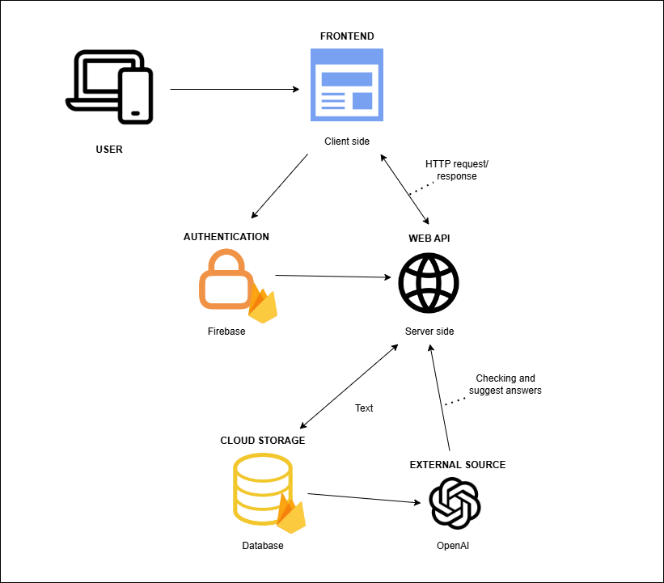 FRONTEND
USER
Client side
HTTP request/
response
AUTHENTICATION
WEB API
Firebase
Server side
Checking and
suggest answers
Text
CLOUD STORAGE
EXTERNAL SOURCE
Database
OpenAI